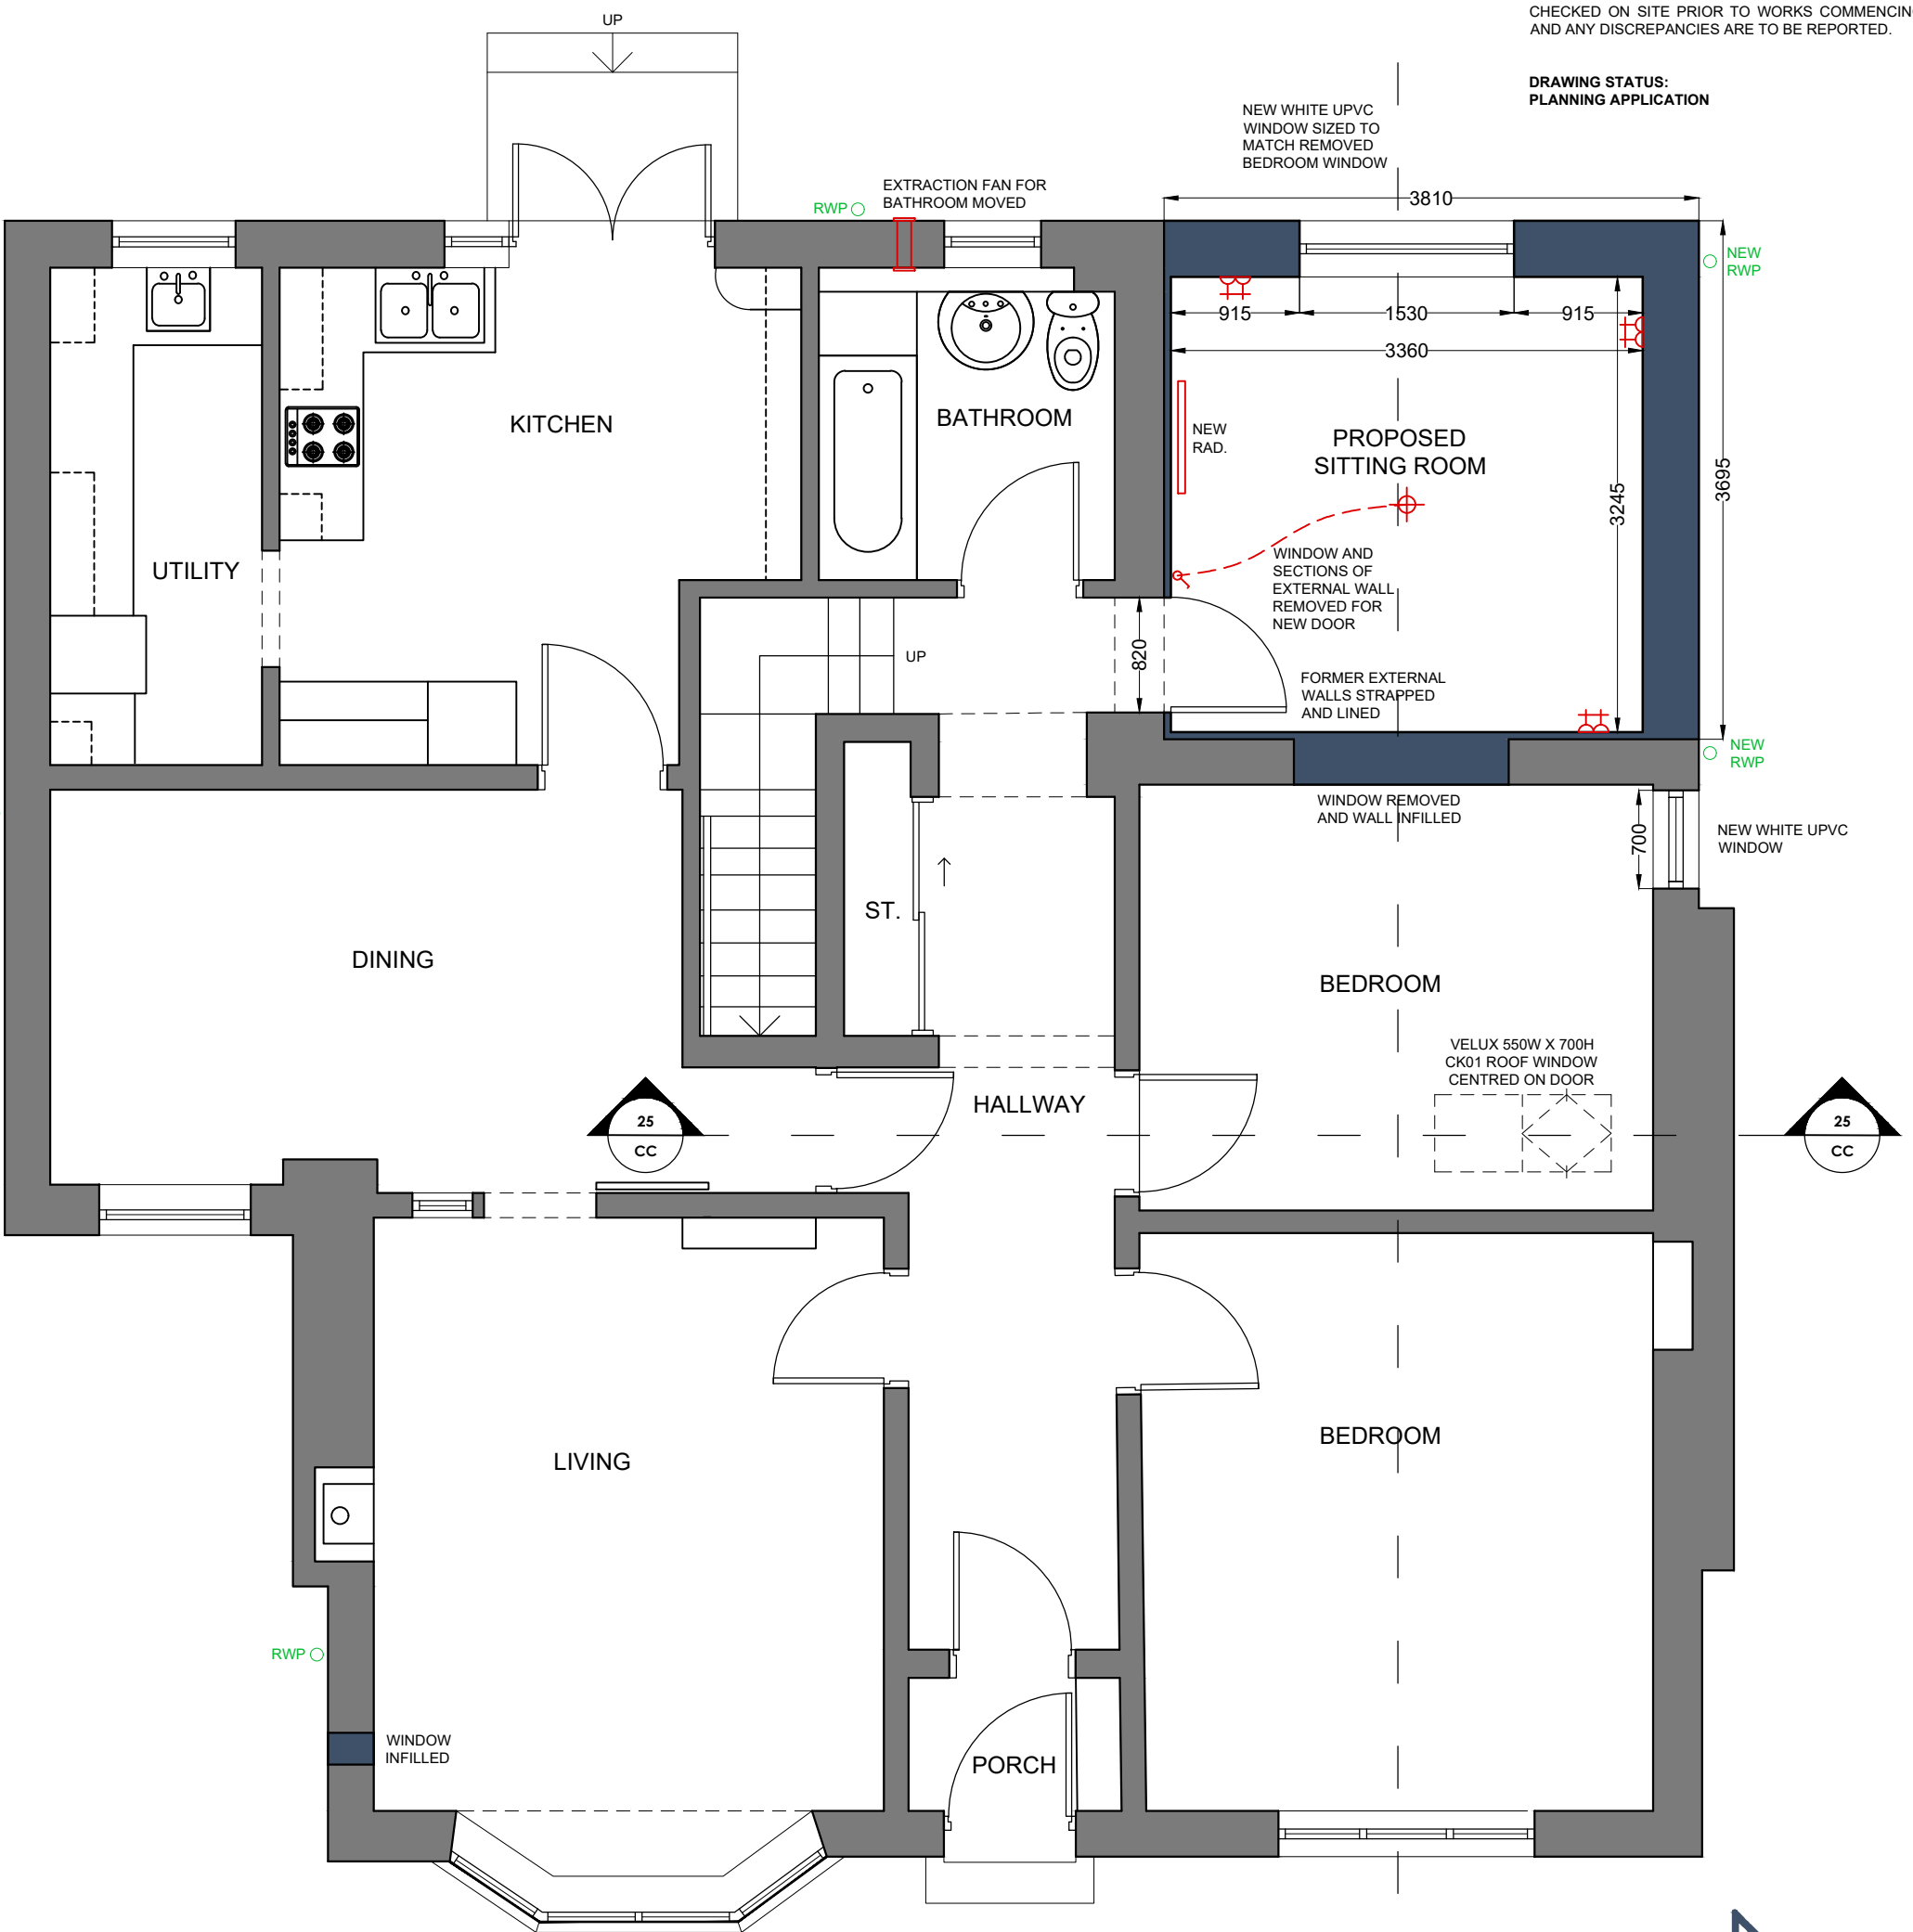 CHECKED ON SITE PRIOR TO WORKS COMMENCIN
AND ANY DISCREPANCIES ARE TO BE REPORTED.
DRAWING STATUS:
PLANNING APPLICATION
UP
NEW WHITE UPVC
WINDOW SIZED TO
MATCH REMOVED
BEDROOM WINDOW
EXTRACTION FAN FOR
BATHROOM MOVED
RWP
3810
NEW
RWP
915
1530
915
3360
KITCHEN
BATHROOM
NEW
RAD.
PROPOSED
SITTING ROOM
3695
3245
UTILITY
WINDOW AND
SECTIONS OF
EXTERNAL WALL
REMOVED FOR
NEW DOOR
UP
820
FORMER EXTERNAL
WALLS STRAPPED
AND LINED
NEW
RWP
WINDOW REMOVED
AND WALL INFILLED
700
NEW WHITE UPVC
WINDOW
ST.
DINING
BEDROOM
VELUX 550W X 700H
CK01 ROOF WINDOW
CENTRED ON DOOR
HALLWAY
25
CC
25
CC
LIVING
BEDROOM
RWP
WINDOW
INFILLED
PORCH